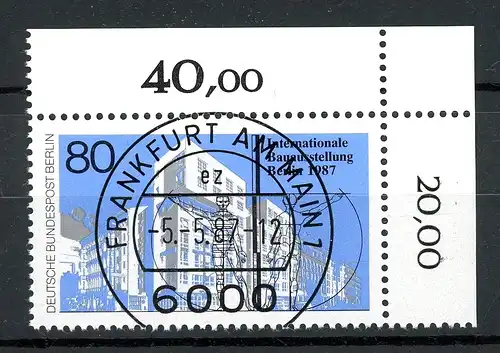 40,00
80
Internationale
Bauausstellung
Berlin 1987
DEUTSCHE BUNDESPOST BERLIN
FRANKFURT AM MAIN 1
ez
-5.-5.87-12
6000
20,00